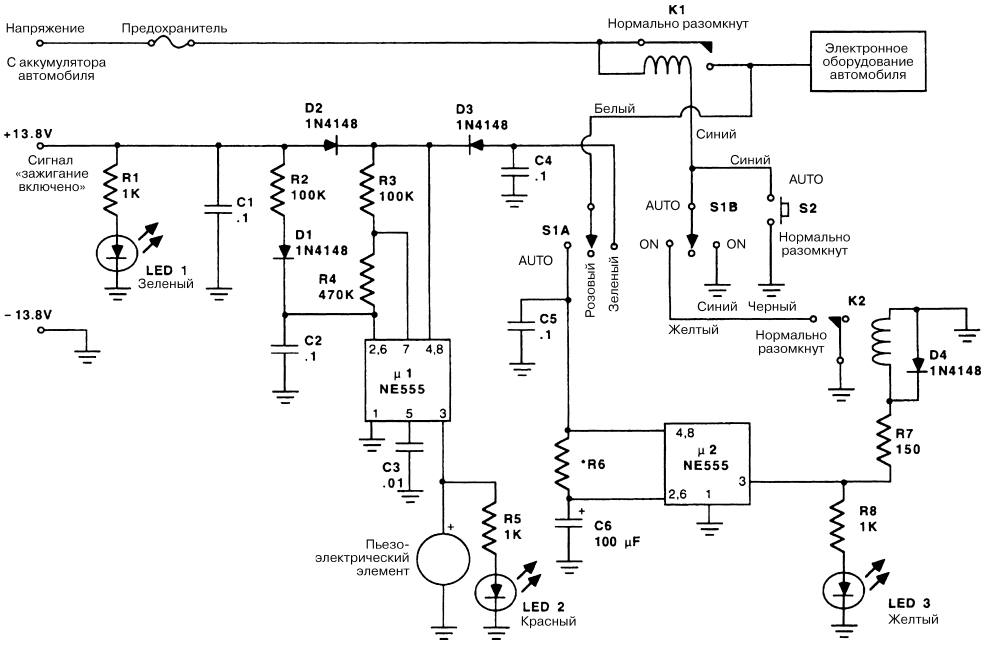 K1
Нормально разомкнут
Напряжение
Предохранитель
С аккумулятора
автомобиля
Электронное
оборудование
автомобиля
D2
1N4148
D3
1N4148
Белый
Синий
+13.8V
Сигнал
«зажигание
включено»
R1
1K
C1
.1
R2
100K
R3
100K
C4
.1
Синий
AUTO
S2
Нормально
разомкнут
AUTO
S1B
ON
ON
S1A
AUTO
D1
1N4148
LED 1
Зеленый
R4
470K
Розовый
Зеленый
Синий
Черный
Желтый
K2
Нормально
разомкнут
– 13.8V
C2
.1
C5
.1
D4
1N4148
2,6
7
4,8
μ 1
NE555
1
5
3
R7
150
4,8
μ 2
NE555
3
2,6
1
*R6
C3
.01
+
C6
100 μF
R5
1K
R8
1K
+
Пьезо-
электрический
элемент
LED 2
Красный
LED 3
Желтый